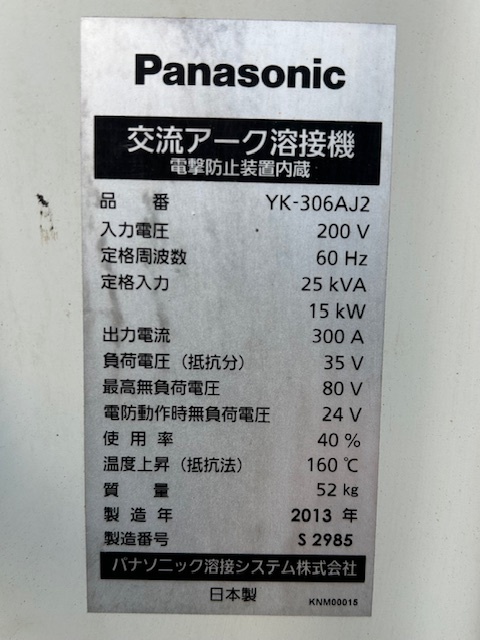 Panasonic
交流アーク溶接機
電撃防止装置内蔵
品 番 YK-306AJ2
入力電圧 200 V
定格周波数 60 Hz
定格入力 25 kVA
15 kW
出力電流 300 A
負荷電圧（抵抗分） 35 V
最高無負荷電圧 80 V
電防動作時無負荷電圧 24 V
使 用 率 40 %
温度上昇（抵抗法） 160 ℃
質 量 52 kg
製 造 年 2013 年
製造番号 S 2985
パナソニック溶接システム株式会社
日本製 KNM00015